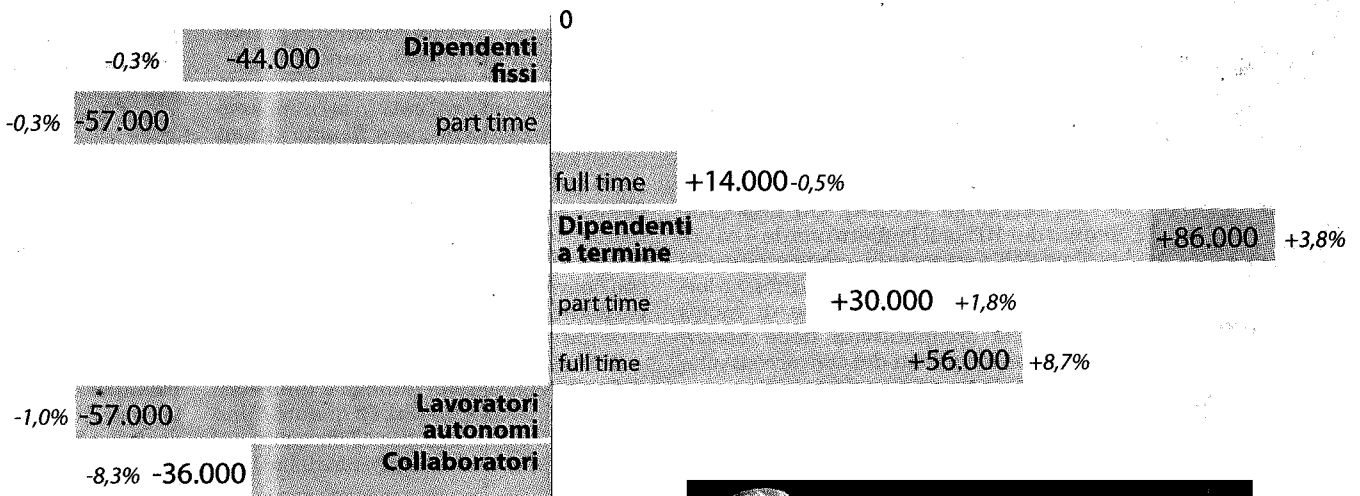 0
-0,3% -44.000 Dipendenti
fissi
-0,3% -57.000 part time
full time +14.000 -0,5%
Dipendenti
a termine +86.000 +3,8%
part time +30.000 +1,8%
full time +56.000 +8,7%
-1,0% -57.000 Lavoratori
autonomi
-8,3% -36.000 Collaboratori